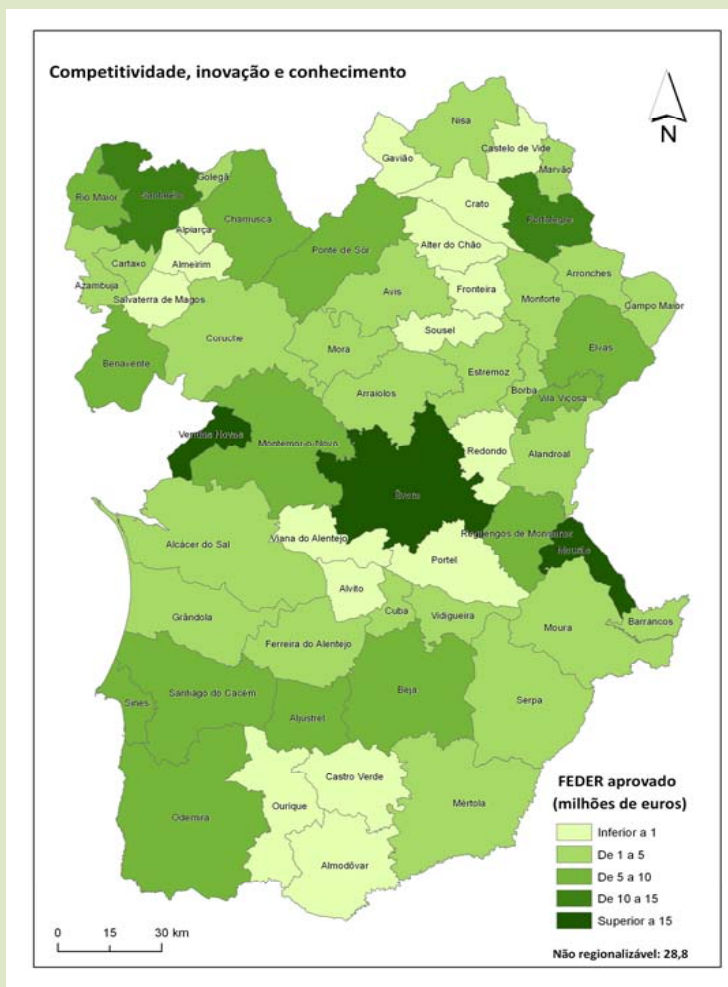 Competitividade, inovação e conhecimento
N
Nisa
Castelo de Vide
Gavião
Marvão
Golegã
Rio Maior
Santarém
Chamusca
Crato
Portalegre
Alpiarça
Ponte de Sôr
Alter do Chão
Cartaxo
Almeirim
Arronches
Azambuja
Avis
Fronteira
Monforte
Salvaterra de Magos
Campo Maior
Sousel
Coruche
Mora
Elvas
Benavente
Estremoz
Arraiolos
Borba
Vila Viçosa
Vendas Novas
Montemor-o-Novo
Redondo
Alandroal
Évora
Reguengos de Monsaraz
Viana do Alentejo
Mourão
Alcácer do Sal
Portel
Alvito
Cuba
Vidigueira
Grândola
Barrancos
Moura
Ferreira do Alentejo
Santiago do Cacém
Beja
Sines
Serpa
Aljustrel
Castro Verde
Ourique
Mértola
Odemira
Almodôvar
FEDER aprovado
(milhões de euros)
Inferior a 1
De 1 a 5
De 5 a 10
De 10 a 15
Superior a 15
0 15 30 km
Não regionalizável: 28,8